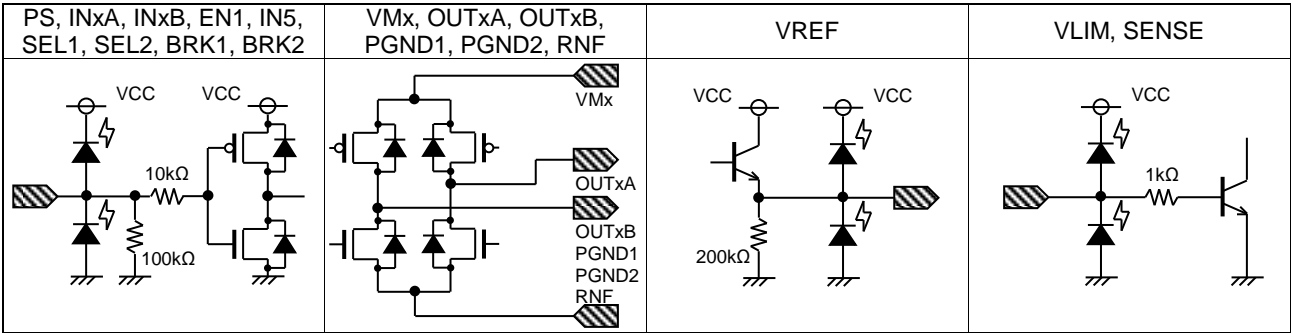 PS, INxA, INxB, EN1, IN5,
SEL1, SEL2, BRK1, BRK2
VMx, OUTxA, OUTxB,
PGND1, PGND2, RNF
VREF
VLIM, SENSE
VCC
VCC
10kΩ
100kΩ
VMx
OUTxA
OUTxB
PGND1
PGND2
RNF
VCC
VCC
200kΩ
VCC
1kΩ